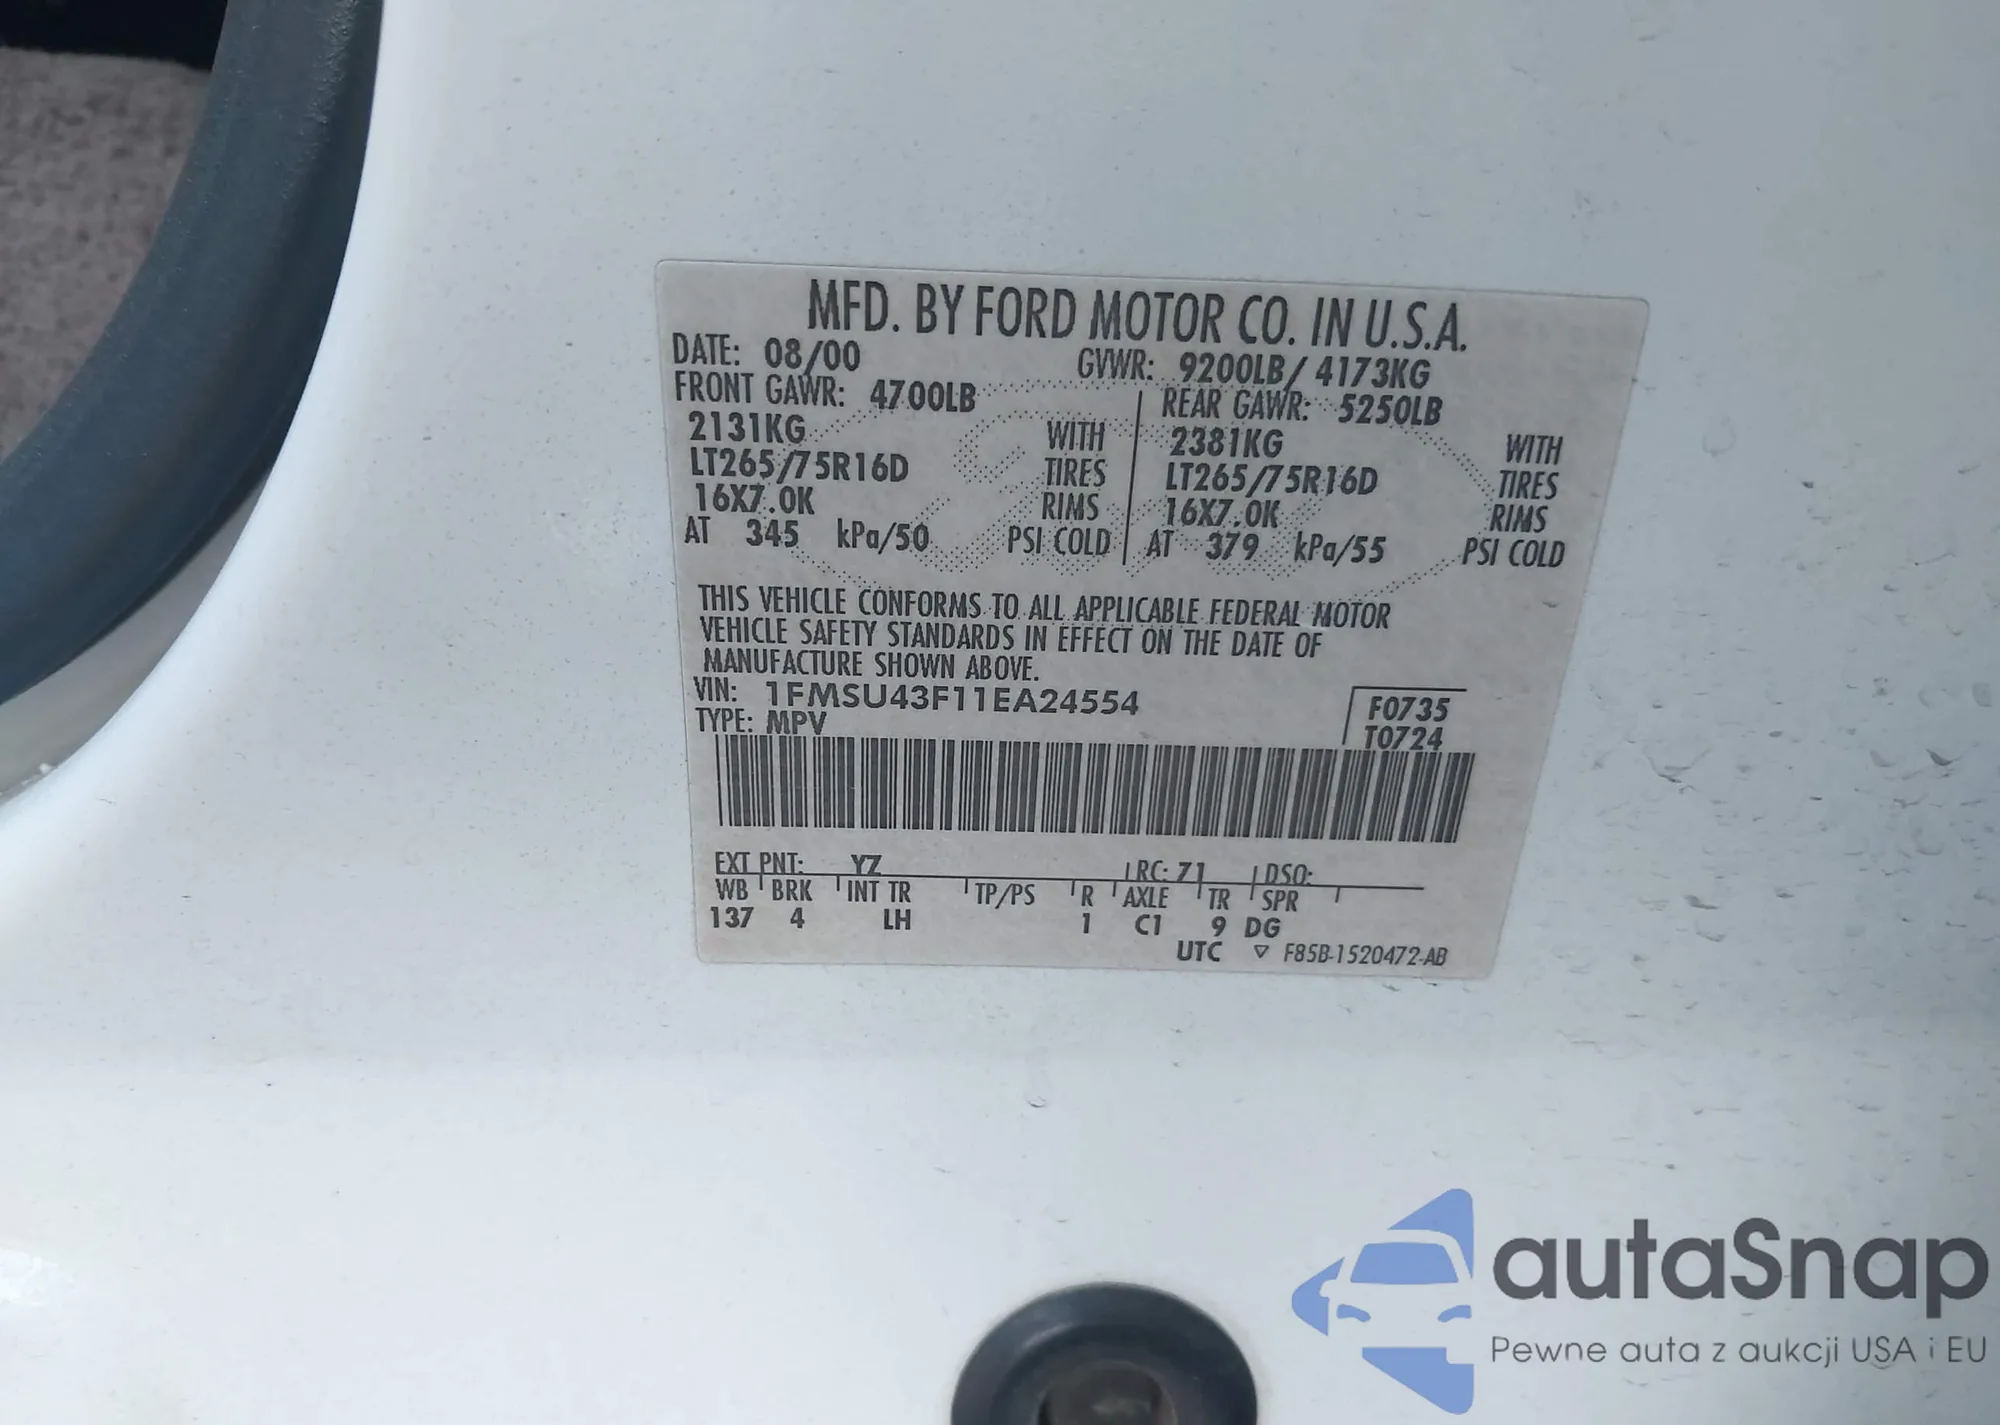 MFD. BY FORD MOTOR CO. IN U.S.A.
DATE: 08/00 GVWR: 9200LB/ 4173KG
FRONT GAWR: 4700LB REAR GAWR: 5250LB
2131KG WITH 2381KG WITH
LT265/75R16D TIRES LT265/75R16D TIRES
16X7.0K RIMS 16X7.0K RIMS
AT 345 kPa/50 PSI COLD AT 379 kPa/55 PSI COLD
THIS VEHICLE CONFORMS TO ALL APPLICABLE FEDERAL MOTOR
VEHICLE SAFETY STANDARDS IN EFFECT ON THE DATE OF
MANUFACTURE SHOWN ABOVE.
VIN: 1FMSU43F11EA24554 F0735
TYPE: MPV T0724
EXT PNT: YZ RC: 71 DSO:
WB BRK INT TR TP/PS R AXLE TR SPR
137 4 LH 1 C1 9 DG
UTC ▽ F85B-1520472-AB
autaSnap
Pewne auta z aukcji USA i EU